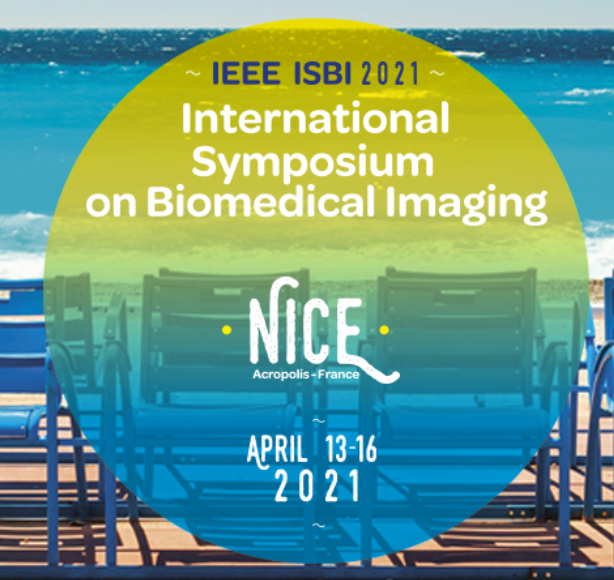 ~ IEEE ISBI 2021 ~
International
Symposium
on Biomedical Imaging
• NICE •
Acropolis - France
~
APRIL 13-16
2021
~